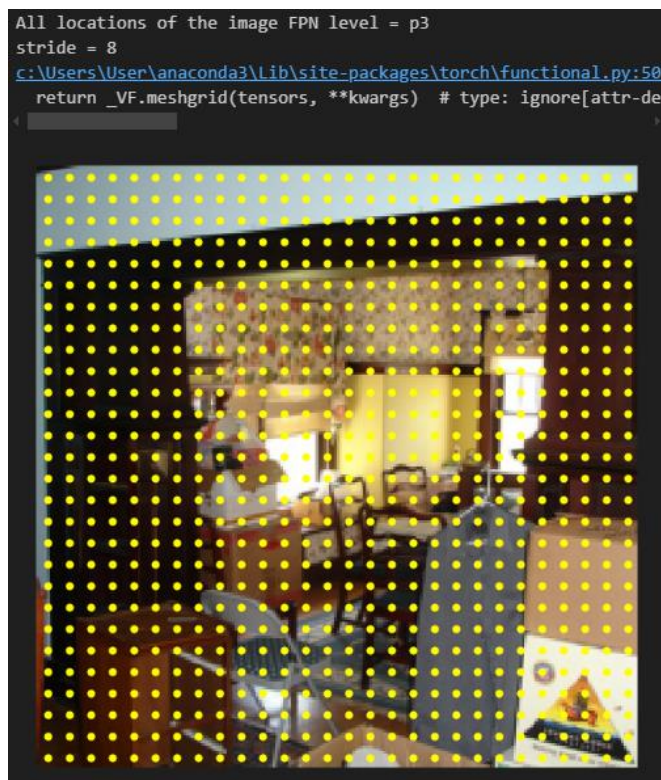 All locations of the image FPN level = p3
stride = 8
c:\Users\User\anaconda3\Lib\site-packages\torch\functional.py:50
return _VF.meshgrid(tensors, **kwargs)  # type: ignore[attr-de